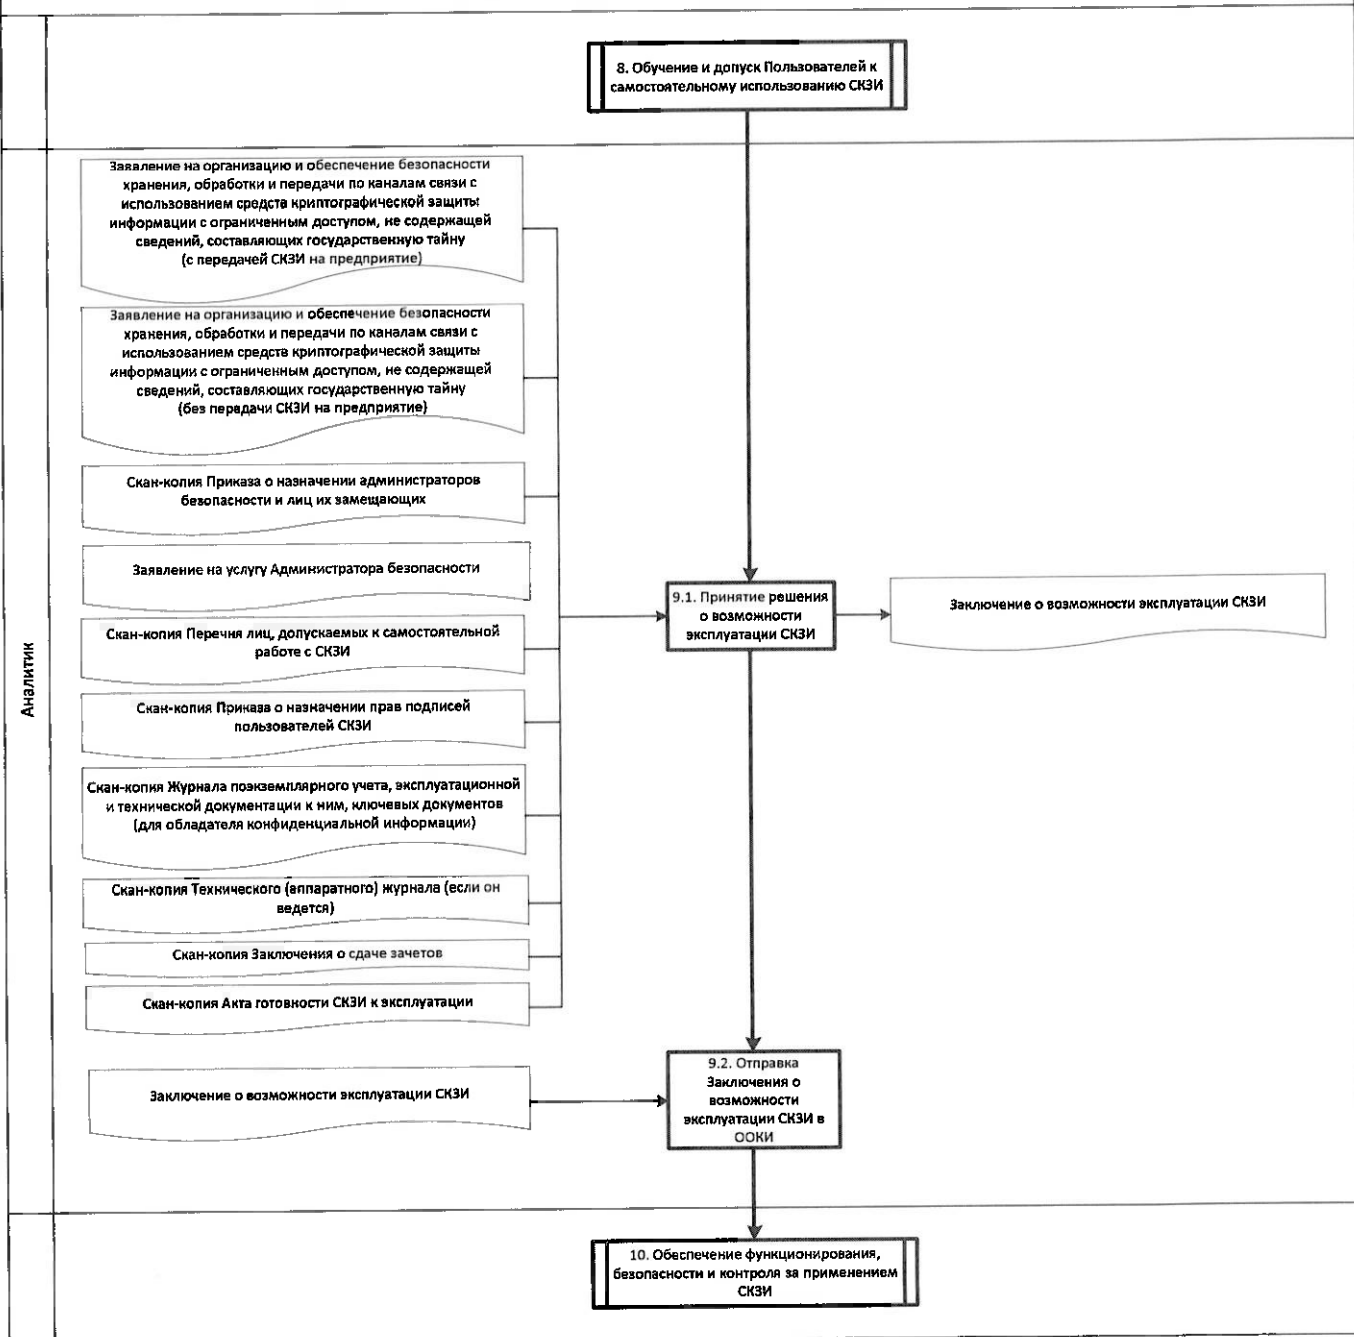 8. Обучение и допуск Пользователей к
самостоятельному использованию СКЗИ
Аналитик
Заявление на организацию и обеспечение безопасности
хранения, обработки и передачи по каналам связи с
использованием средств криптографической защиты
информации с ограниченным доступом, не содержащей
сведений, составляющих государственную тайну
(с передачей СКЗИ на предприятие)
Заявление на организацию и обеспечение безопасности
хранения, обработки и передачи по каналам связи с
использованием средств криптографической защиты
информации с ограниченным доступом, не содержащей
сведений, составляющих государственную тайну
(без передачи СКЗИ на предприятие)
Скан-копия Приказа о назначении администраторов
безопасности и лиц их замещающих
Заявление на услугу Администратора безопасности
Скан-копия Перечня лиц, допускаемых к самостоятельной
работе с СКЗИ
Скан-копия Приказа о назначении прав подписей
пользователей СКЗИ
Скан-копия Журнала поэкземплярного учета, эксплуатационной
и технической документации к ним, ключевых документов
(для обладателя конфиденциальной информации)
Скан-копия Технического (аппаратного) журнала (если он
ведется)
Скан-копия Заключения о сдаче зачетов
Скан-копия Акта готовности СКЗИ к эксплуатации
9.1. Принятие решения
о возможности
эксплуатации СКЗИ
Заключение о возможности эксплуатации СКЗИ
Заключение о возможности эксплуатации СКЗИ
9.2. Отправка
Заключения о
возможности
эксплуатации СКЗИ в
ООКИ
10. Обеспечение функционирования,
безопасности и контроля за применением
СКЗИ